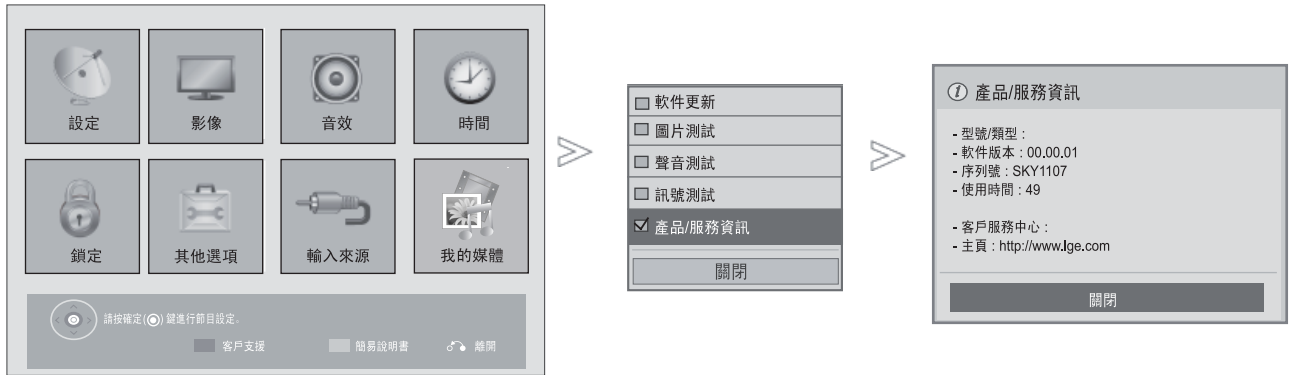 設定 影像 音效 時間
鎖定 其他選項 輸入來源 我的媒體
請按確定(◉) 鍵進行節目設定。
客戶支援 簡易說明書 離開
軟件更新
圖片測試
聲音測試
訊號測試
產品/服務資訊
關閉
產品/服務資訊
- 型號/類型 :
- 軟件版本 : 00.00.01
- 序列號 : SKY1107
- 使用時間 : 49
- 客戶服務中心 :
- 主頁 : http://www.lge.com
關閉